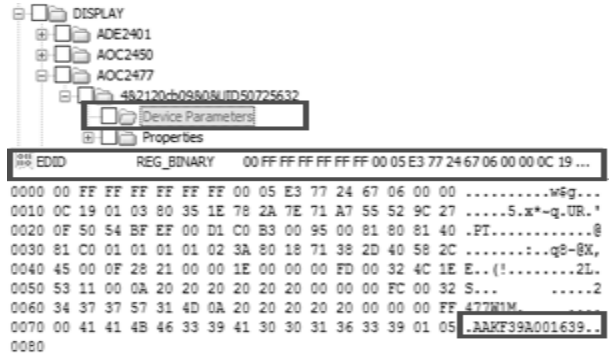 DISPLAY
ADE2401
AOC2450
AOC2477
Device Parameters
Properties
EDID REG_BINARY 00 FF FF FF FF FF FF 00 05 E3 77 24 67 06 00 00 0C 19 ...
0000 00 FF FF FF FF FF FF 00 05 E3 77 24 67 06 00 00 ..........w$g...
0010 0C 19 01 03 80 35 1E 78 2A 7E 71 A7 55 52 9C 27 .....5.x*~q.UR.'
0020 0F 50 54 BF EF 00 D1 C0 B3 00 95 00 81 80 81 40 .PT............@
0030 81 C0 01 01 01 01 02 3A 80 18 71 38 2D 40 58 2C .......:..q8-@X,
0040 45 00 0F 28 21 00 00 1E 00 00 00 FD 00 32 4C 1E E..(!........2L.
0050 53 11 00 0A 20 20 20 20 20 20 00 00 00 FC 00 32 S... .....2
0060 34 37 37 57 31 4D 0A 20 20 20 20 20 00 00 00 FF 477W1M. ....
0070 00 41 41 4B 46 33 39 41 30 30 31 36 33 39 01 05 .AAKF39A001639..
0080